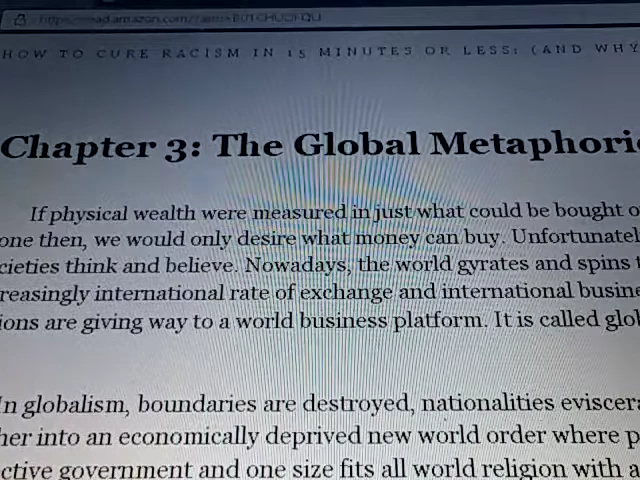 HOW TO CURE RACISM IN 15 MINUTES OR LESS: (AND WHY
Chapter 3: The Global Metaphori
If physical wealth were measured in just what could be bought o
one then, we would only desire what money can buy. Unfortunatel
cieties think and believe. Nowadays, the world gyrates and spins t
reasingly international rate of exchange and international busine
ions are giving way to a world business platform. It is called glob
In globalism, boundaries are destroyed, nationalities eviscera
her into an economically deprived new world order where p
ctive government and one size fits all world religion with a